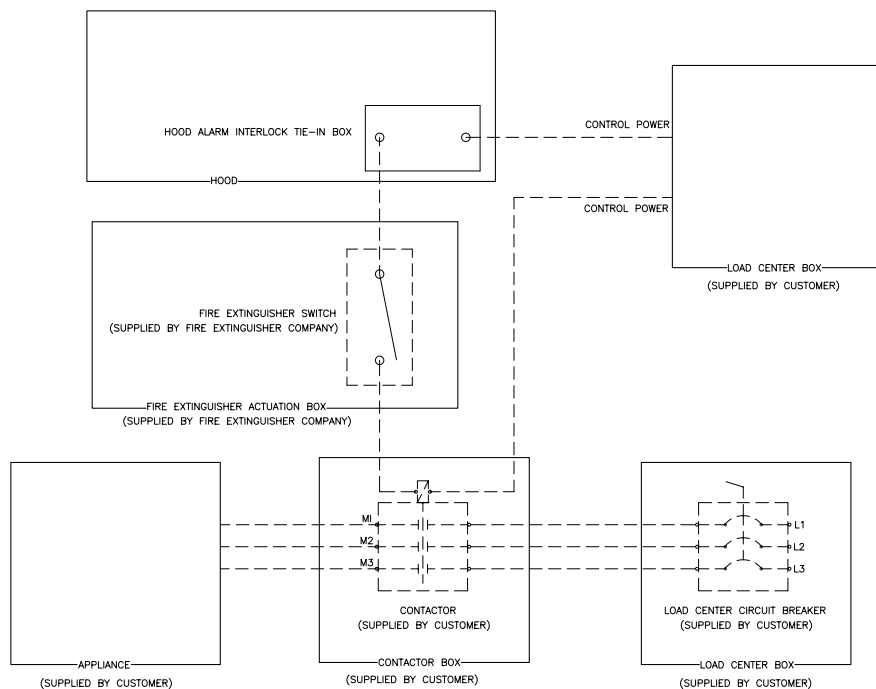 CONTROL POWER
HOOD ALARM INTERLOCK TIE-IN BOX
HOOD
CONTROL POWER
LOAD CENTER BOX
(SUPPLIED BY CUSTOMER)
FIRE EXTINGUISHER SWITCH
(SUPPLIED BY FIRE EXTINGUISHER COMPANY)
FIRE EXTINGUISHER ACTUATION BOX
(SUPPLIED BY FIRE EXTINGUISHER COMPANY)
M1
L1
M2
L2
M3
L3
CONTACTOR
(SUPPLIED BY CUSTOMER)
LOAD CENTER CIRCUIT BREAKER
(SUPPLIED BY CUSTOMER)
APPLIANCE
(SUPPLIED BY CUSTOMER)
CONTACTOR BOX
(SUPPLIED BY CUSTOMER)
LOAD CENTER BOX
(SUPPLIED BY CUSTOMER)